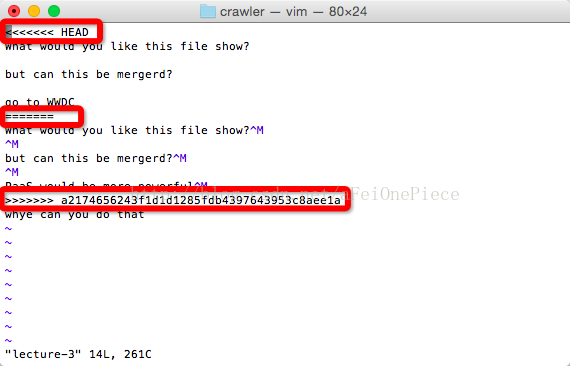 crawler — vim — 80×24
<<<<<<< HEAD
What would you like this file show?
but can this be mergerd?
go to WWDC
=======
What would you like this file show?^M
^M
but can this be mergerd?^M
^M
PaaS would be more powerful^M
>>>>>>> a2174656243f1d1d1285fdb4397643953c8aee1a
whye can you do that
~
~
~
~
~
~
~
~
"lecture-3" 14L, 261C